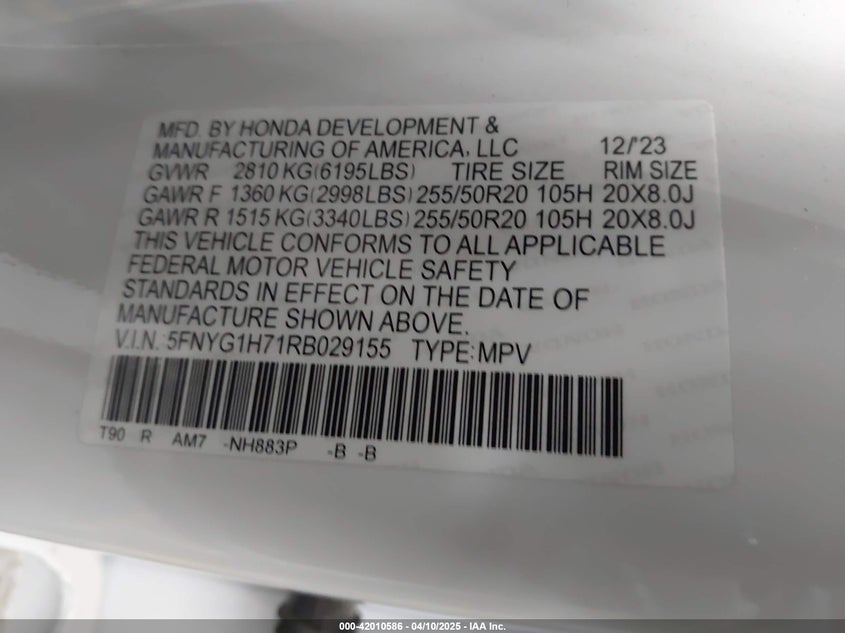 MFD. BY HONDA DEVELOPMENT &
MANUFACTURING OF AMERICA, LLC 12/'23
GVWR 2810 KG(6195LBS) TIRE SIZE RIM SIZE
GAWR F 1360 KG(2998LBS) 255/50R20 105H 20X8.0J
GAWR R 1515 KG(3340LBS) 255/50R20 105H 20X8.0J
THIS VEHICLE CONFORMS TO ALL APPLICABLE
FEDERAL MOTOR VEHICLE SAFETY
STANDARDS IN EFFECT ON THE DATE OF
MANUFACTURE SHOWN ABOVE.
V.I.N. 5FNYG1H71RB029155 TYPE:MPV
T90 R AM7 -NH883P -B -B
000-42010586 - 04/10/2025 - IAA Inc.